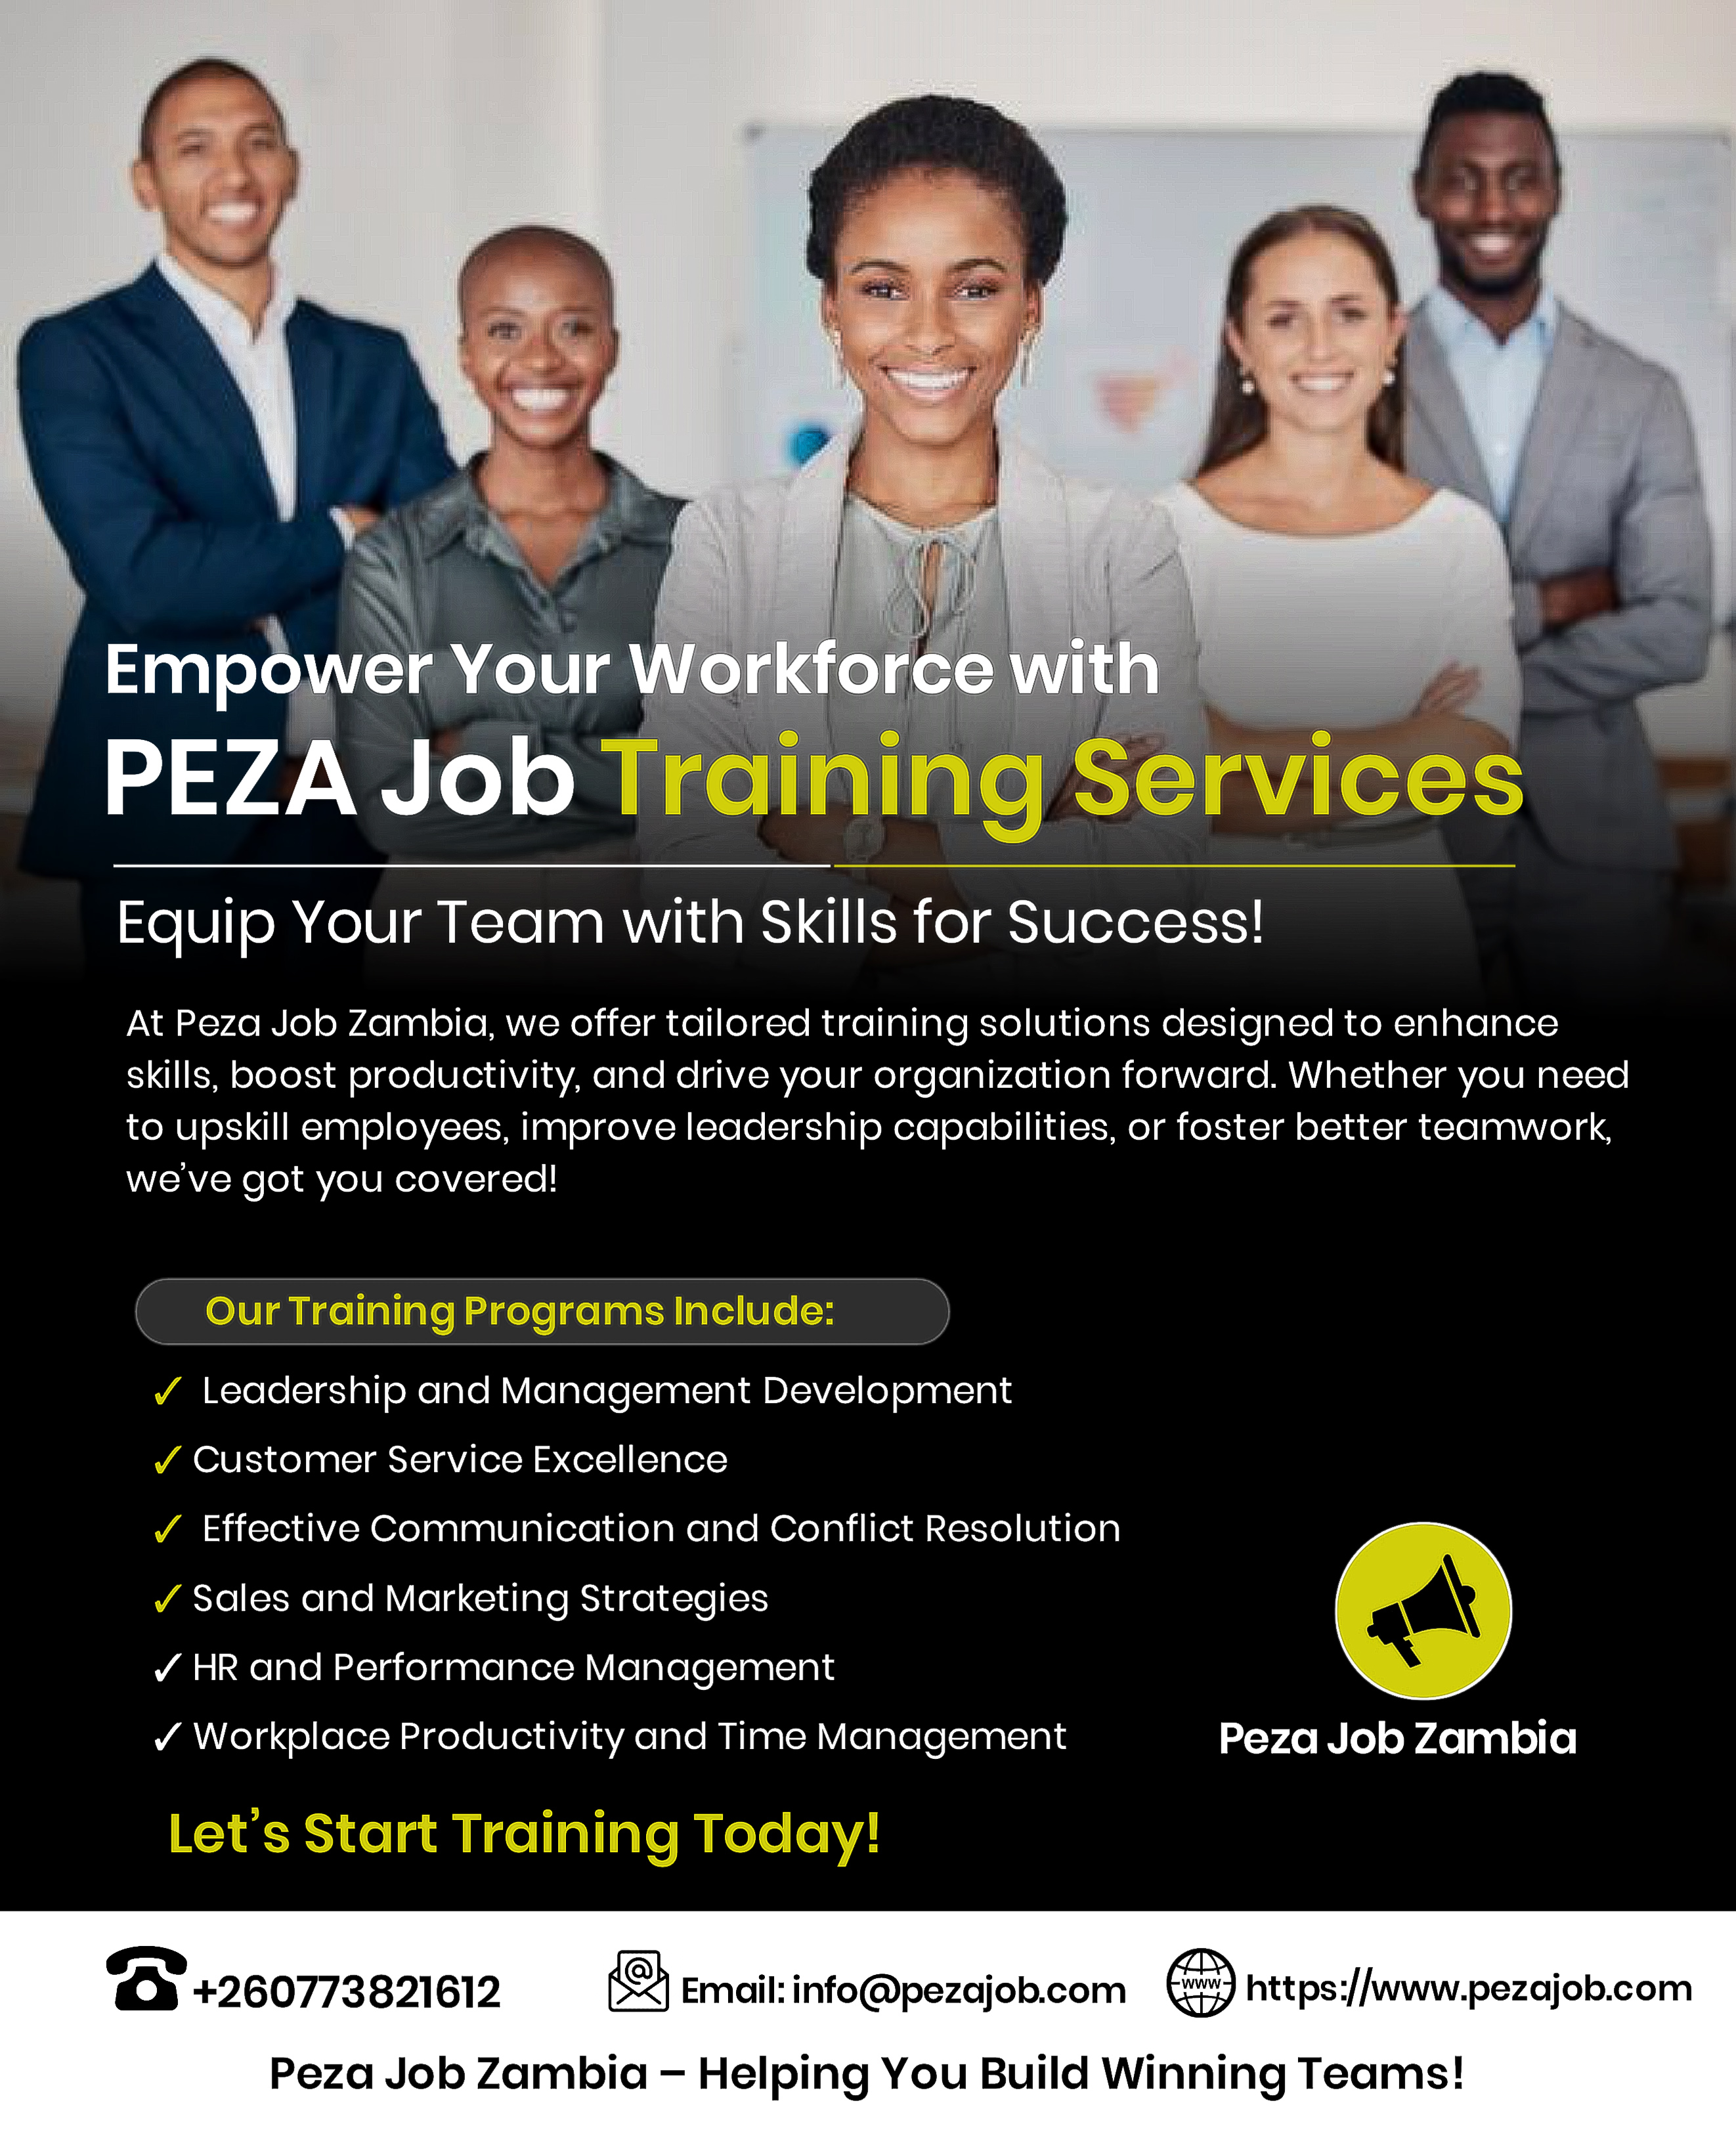 Empower Your Workforce with
PEZA Job Training Services
Equip Your Team with Skills for Success!
At Peza Job Zambia, we offer tailored training solutions designed to enhance
skills, boost productivity, and drive your organization forward. Whether you need
to upskill employees, improve leadership capabilities, or foster better teamwork,
we’ve got you covered!
Our Training Programs Include:
✓ Leadership and Management Development
✓ Customer Service Excellence
✓ Effective Communication and Conflict Resolution
✓ Sales and Marketing Strategies
✓ HR and Performance Management
✓ Workplace Productivity and Time Management
Peza Job Zambia
Let’s Start Training Today!
+260773821612
Email: info@pezajob.com
www
https://www.pezajob.com
Peza Job Zambia – Helping You Build Winning Teams!